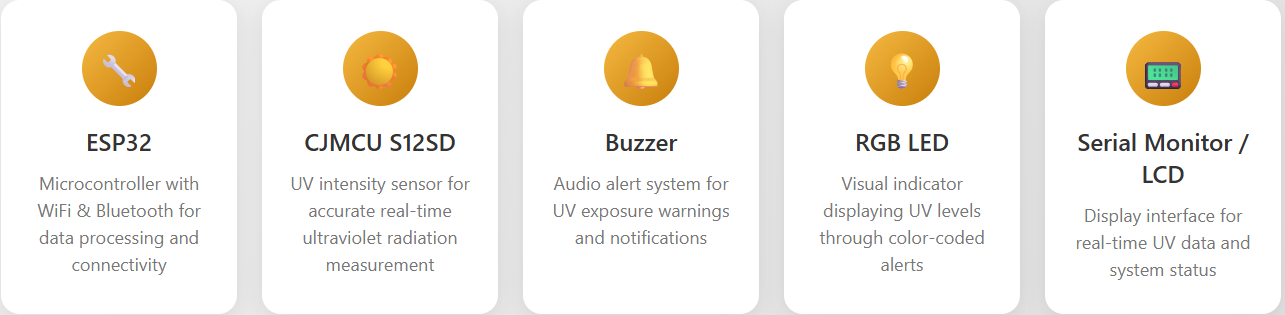 ESP32
Microcontroller with
WiFi & Bluetooth for
data processing and
connectivity
CJMCU S12SD
UV intensity sensor for
accurate real-time
ultraviolet radiation
measurement
Buzzer
Audio alert system for
UV exposure warnings
and notifications
RGB LED
Visual indicator
displaying UV levels
through color-coded
alerts
Serial Monitor /
LCD
Display interface for
real-time UV data and
system status